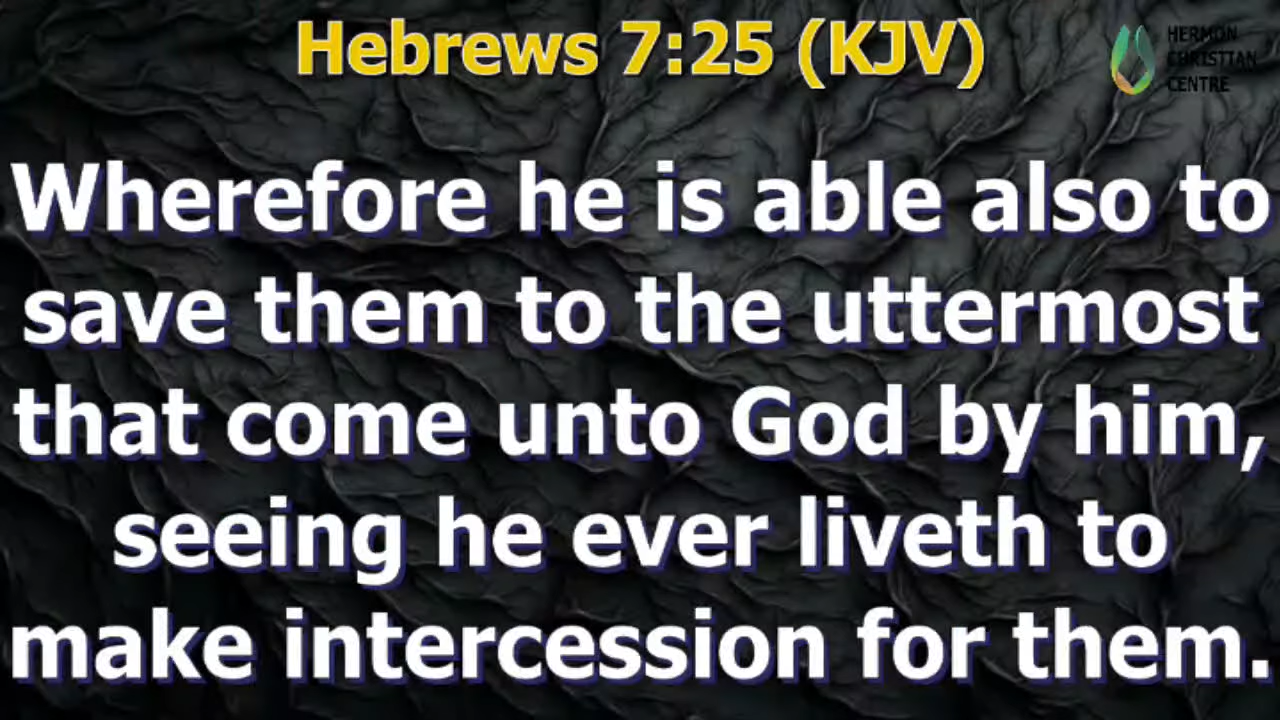 Hebrews 7:25 (KJV)
HERMON
CHRISTIAN
CENTRE
Wherefore he is able also to
save them to the uttermost
that come unto God by him,
seeing he ever liveth to
make intercession for them.